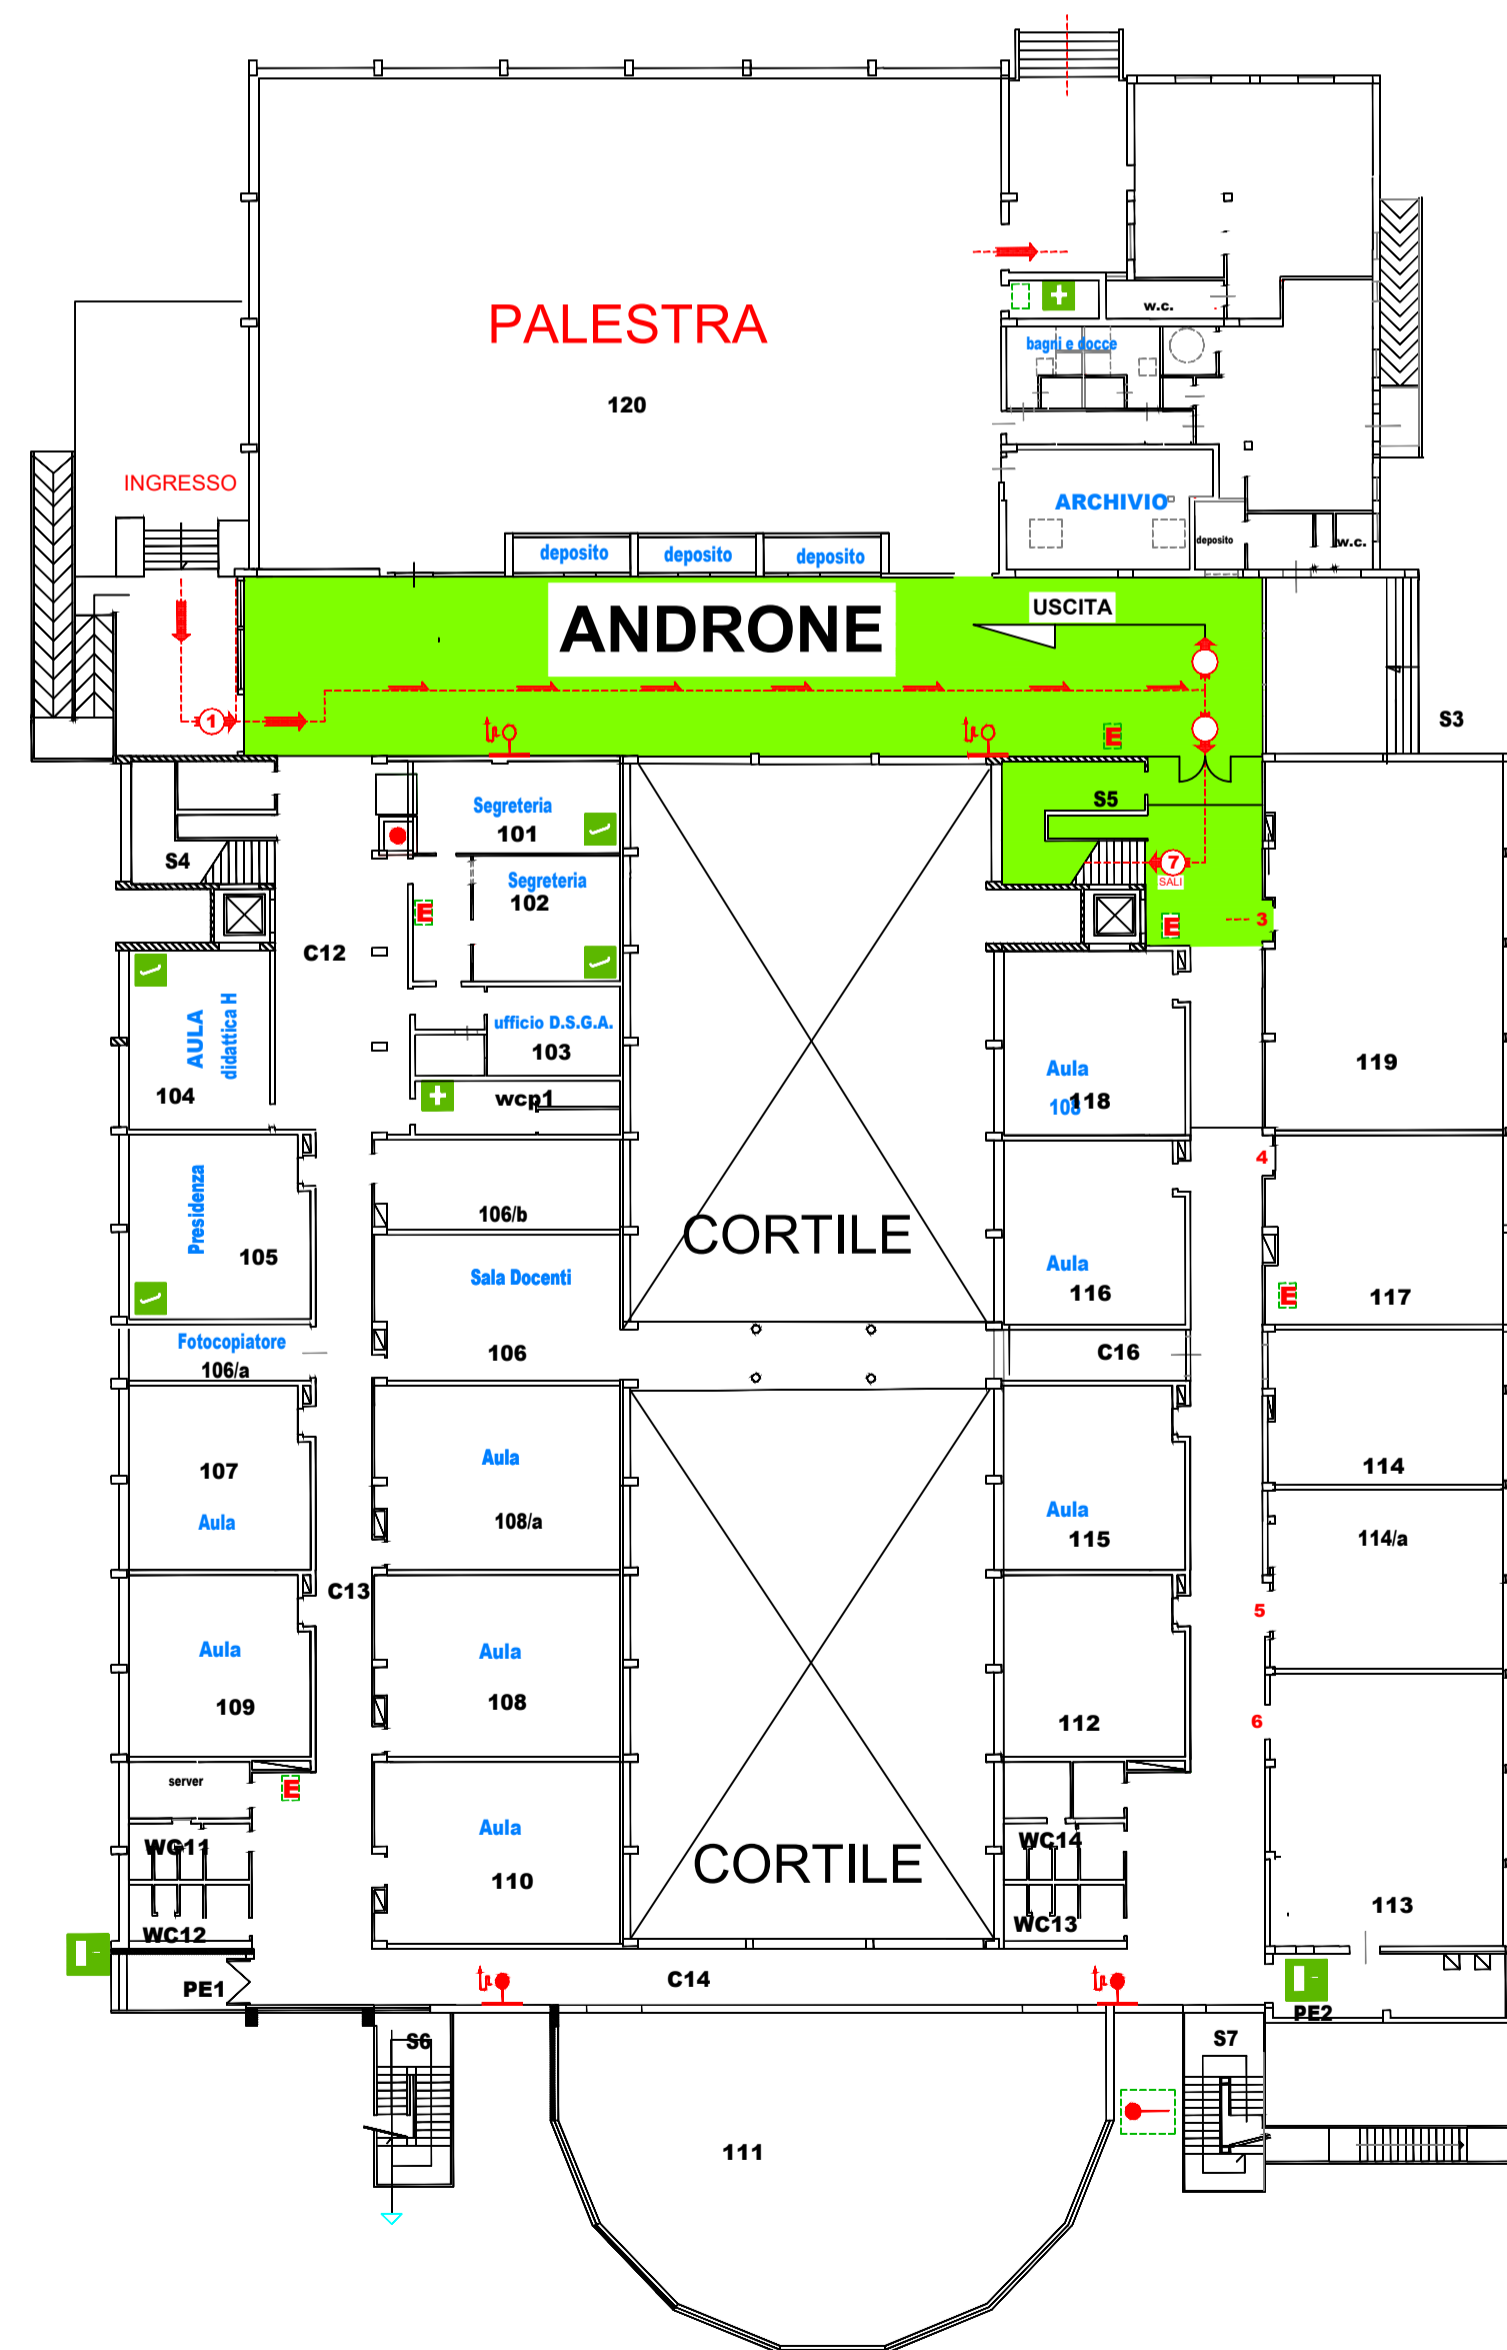 PALESTRA
120
w.c.
bagni e docce
INGRESSO
ARCHIVIO
deposito
w.c.
deposito
deposito
deposito
ANDRONE
USCITA
1
S3
E
Segreteria
101
S5
S4
7
SALI
Segreteria
102
E
E
3
C12
AULA
didattica H
104
ufficio D.S.G.A.
103
wcp1
Aula
108
118
119
4
Presidenza
105
106/b
CORTILE
Sala Docenti
Aula
116
E
117
Fotocopiatore
106/a
106
C16
107
Aula
Aula
108/a
Aula
115
114
114/a
C13
5
Aula
109
Aula
108
112
6
server
E
WG11
Aula
110
CORTILE
WC14
WC12
WC13
113
PE1
C14
PE2
S6
S7
111